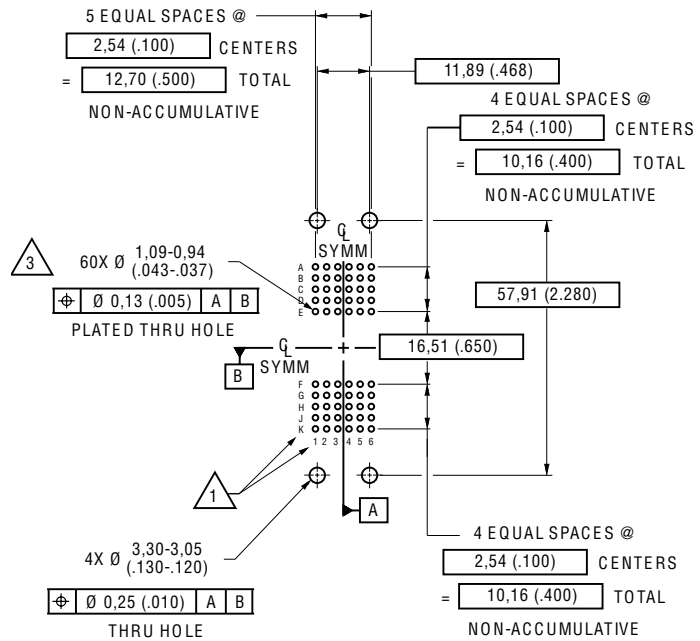 5 EQUAL SPACES @
2,54 (.100) CENTERS
= 12,70 (.500) TOTAL
NON-ACCUMULATIVE
11,89 (.468)
4 EQUAL SPACES @
2,54 (.100) CENTERS
= 10,16 (.400) TOTAL
NON-ACCUMULATIVE
CL
SYMM
3
60X Ø 1,09-0,94
(.043-.037)
⌖ Ø 0,13 (.005) A B
PLATED THRU HOLE
A
B
C
D
E
57,91 (2.280)
16,51 (.650)
CL
SYMM
B
F
G
H
J
K
1 2 3 4 5 6
1
A
4X Ø 3,30-3,05
(.130-.120)
⌖ Ø 0,25 (.010) A B
THRU HOLE
4 EQUAL SPACES @
2,54 (.100) CENTERS
= 10,16 (.400) TOTAL
NON-ACCUMULATIVE